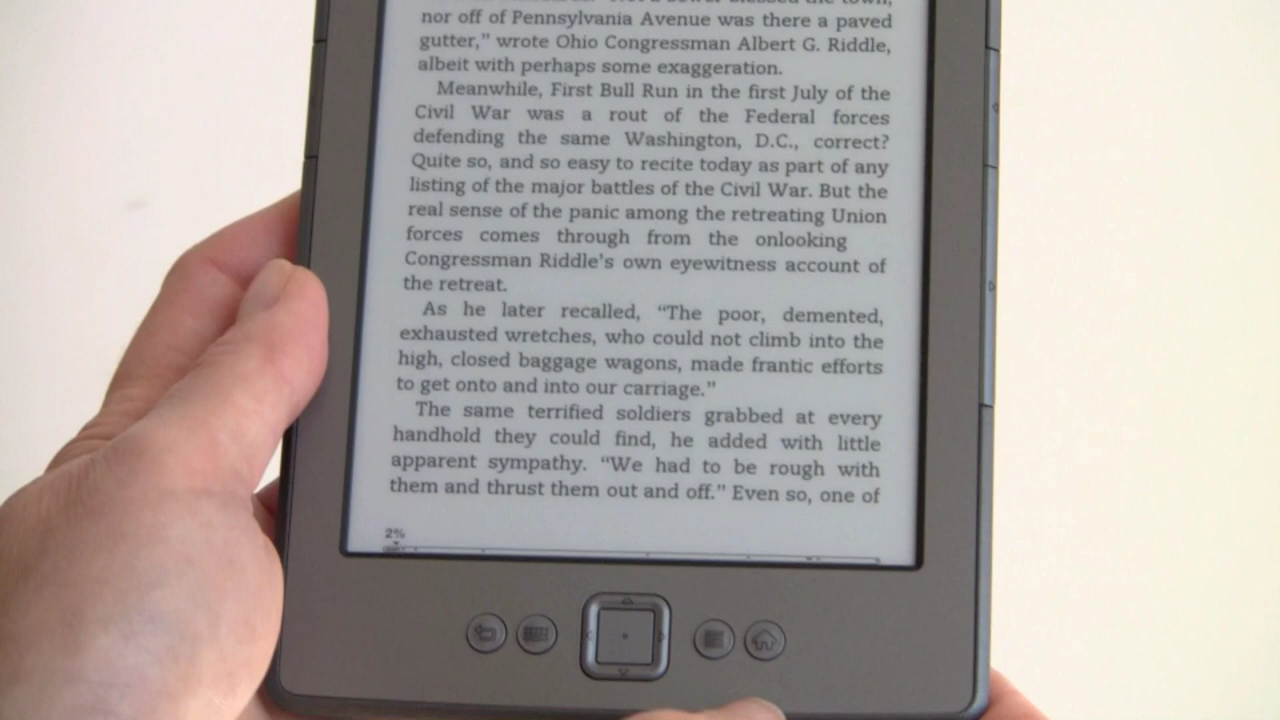 nor off of Pennsylvania Avenue was there a paved
gutter,” wrote Ohio Congressman Albert G. Riddle,
albeit with perhaps some exaggeration.
Meanwhile, First Bull Run in the first July of the
Civil War was a rout of the Federal forces
defending the same Washington, D.C., correct?
Quite so, and so easy to recite today as part of any
listing of the major battles of the Civil War. But the
real sense of the panic among the retreating Union
forces comes through from the onlooking
Congressman Riddle’s own eyewitness account of
the retreat.
As he later recalled, “The poor, demented,
exhausted wretches, who could not climb into the
high, closed baggage wagons, made frantic efforts
to get onto and into our carriage.”
The same terrified soldiers grabbed at every
handhold they could find, he added with little
apparent sympathy. “We had to be rough with
them and thrust them out and off.” Even so, one of
2%